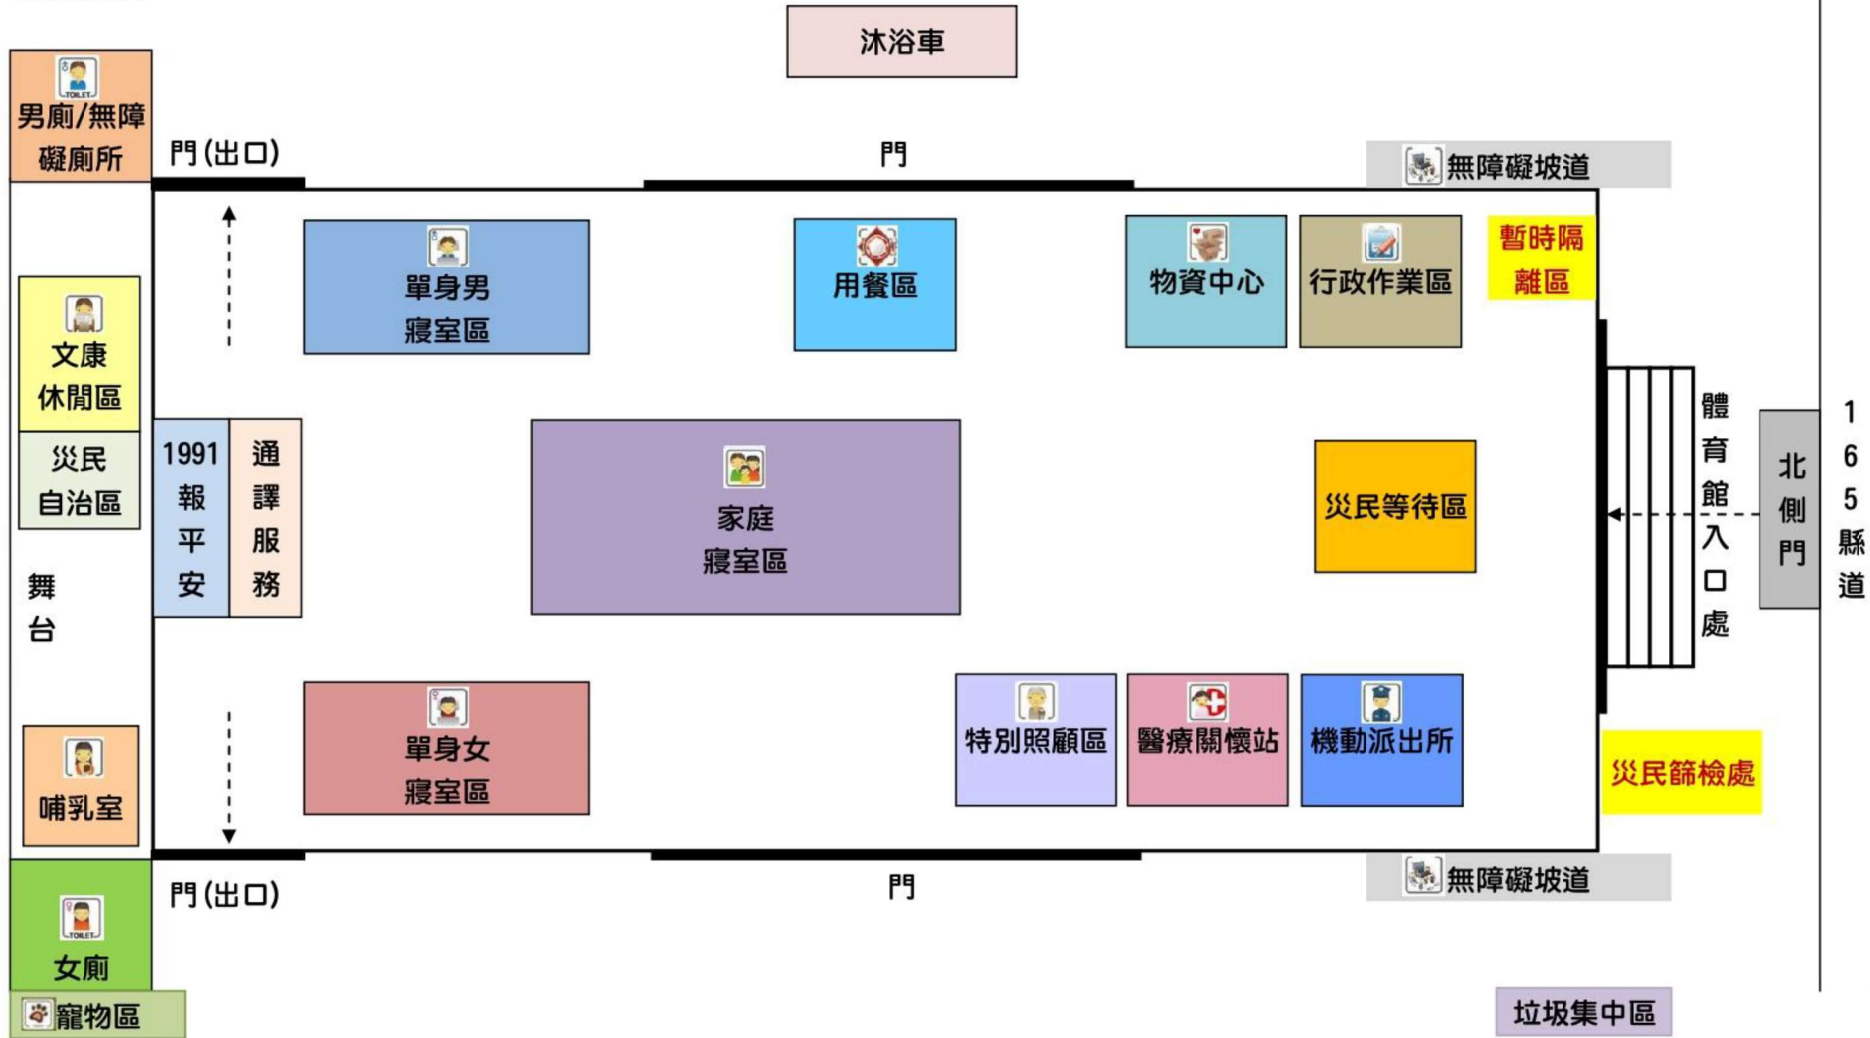 沐浴車
TOILET
男廁/無障
礙廁所
門(出口)
門
無障礙坡道
單身男
寢室區
用餐區
物資中心
行政作業區
暫時隔
離區
文康
休閒區
災民
自治區
舞台
1991報平安
通譯服務
家庭
寢室區
災民等待區
體育館入口處
北側門
165縣道
哺乳室
單身女
寢室區
特別照顧區
醫療關懷站
機動派出所
災民篩檢處
門(出口)
門
無障礙坡道
TOILET
女廁
寵物區
垃圾集中區